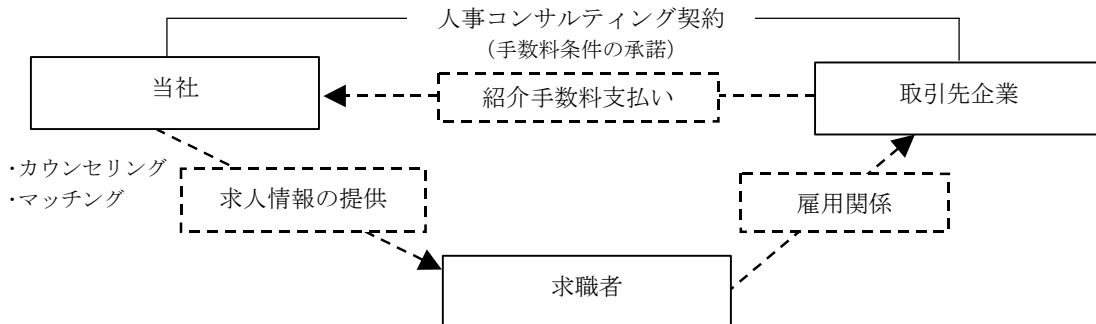 人事コンサルティング契約
（手数料条件の承諾）
当社
紹介手数料支払い
取引先企業
・カウンセリング
・マッチング
求人情報の提供
雇用関係
求職者